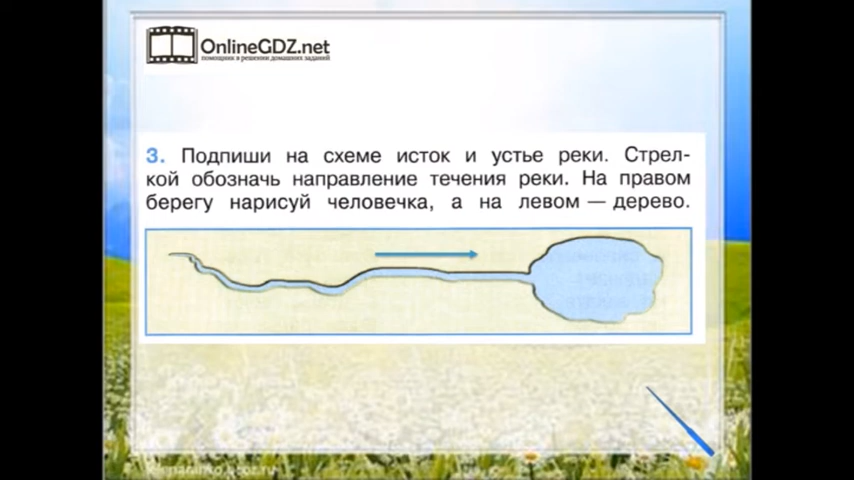 OnlineGDZ.net
помощник в решении домашних заданий
3. Подпиши на схеме исток и устье реки. Стрел-
кой обозначь направление течения реки. На правом
берегу нарисуй человечка, а на левом — дерево.